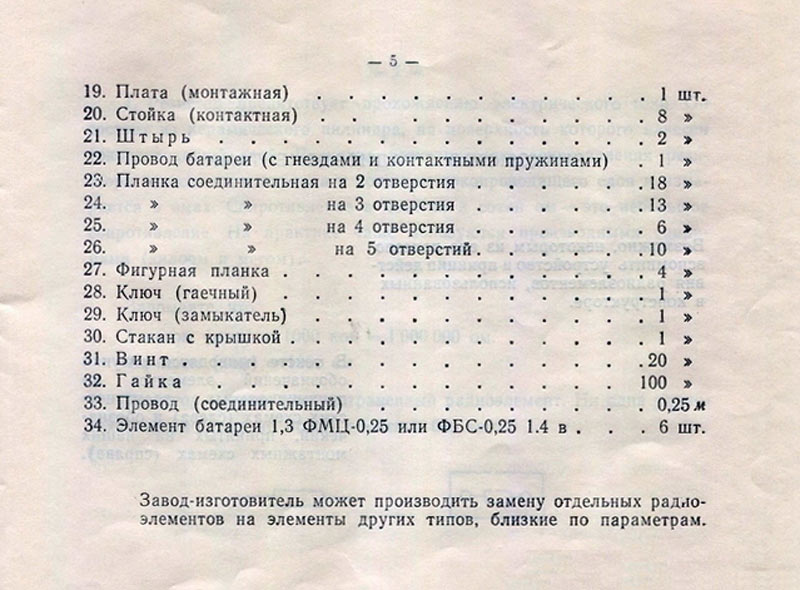 — 5 —
19. Плата (монтажная) . . . . . . . . . . . 1 шт.
20. Стойка (контактная) . . . . . . . . . . . 8 »
21. Штырь . . . . . . . . . . . . . 2 »
22. Провод батареи (с гнездами и контактными пружинами) 1 »
23. Планка соединительная на 2 отверстия . . . . . 18 »
24. » » на 3 отверстия . . . . . 13 »
25. » » на 4 отверстия . . . . . 6 »
26. » » на 5 отверстий . . . . . 10 »
27. Фигурная планка . . . . . . . . . . . 4 »
28. Ключ (гаечный) . . . . . . . . . . . 1 »
29. Ключ (замыкатель) . . . . . . . . . . . 1 »
30. Стакан с крышкой . . . . . . . . . . . 1 »
31. Винт . . . . . . . . . . . . . 20 »
32. Гайка . . . . . . . . . . . . . 100 »
33. Провод (соединительный) . . . . . . . . 0,25 м
34. Элемент батареи 1,3 ФМЦ-0,25 или ФБС-0,25 1.4 в . . . 6 шт.
Завод-изготовитель может производить замену отдельных радио-
элементов на элементы других типов, близкие по параметрам.